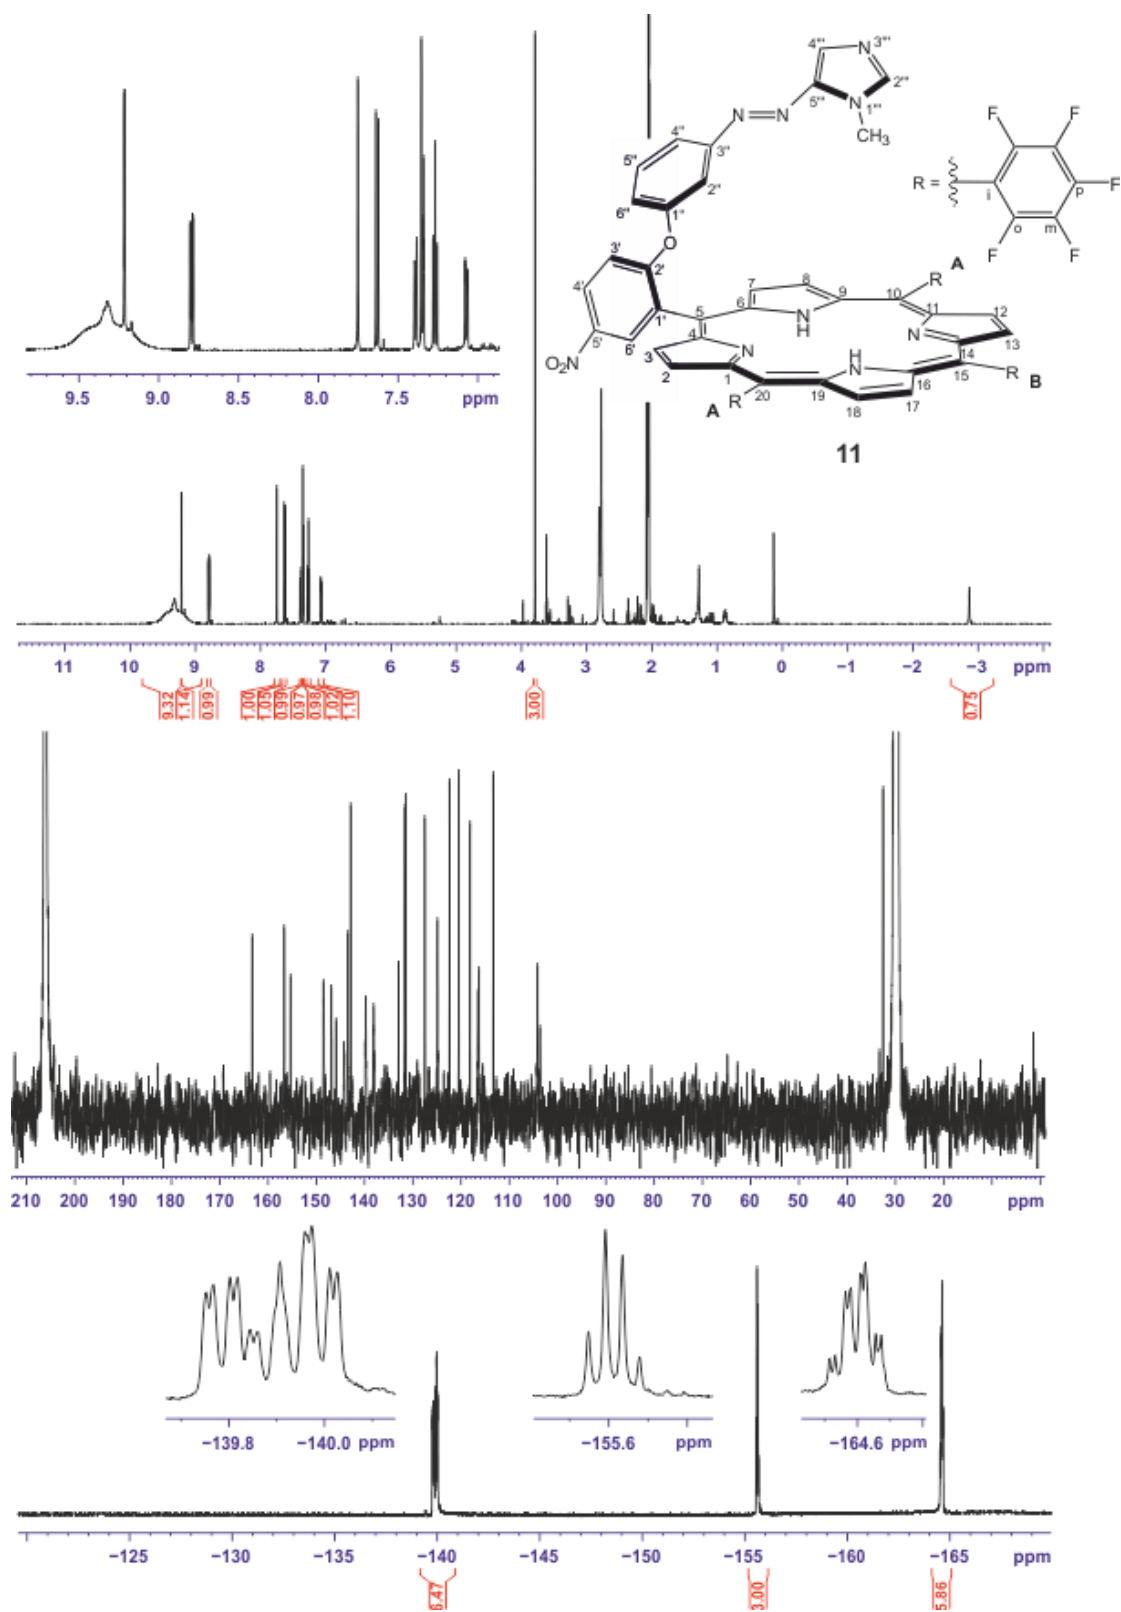 4''' N 3'''
2'''
5''' N 1'''
CH₃
N=N
4'' 3''
5'' 2''
6'' 1''
O
3' 2'
4' 1'
5' 6'
O₂N
F F
R = i p F
o m
F F
A
R
7 8 9 10
5 6 11 12
NH N 13
4 N HN 14
3 15 R B
2 1 16
A R 20 19 18 17
11
9.5 9.0 8.5 8.0 7.5 ppm
11 10 9 8 7 6 5 4 3 2 1 0 −1 −2 −3 ppm
9.32 1.14 0.99 1.00 1.05 0.99 0.97 0.98 1.02 1.10 3.00 0.75
210 200 190 180 170 160 150 140 130 120 110 100 90 80 70 60 50 40 30 20 ppm
−139.8 −140.0 ppm
−155.6 ppm
−164.6 ppm
−125 −130 −135 −140 −145 −150 −155 −160 −165 ppm
6.47 3.00 5.86